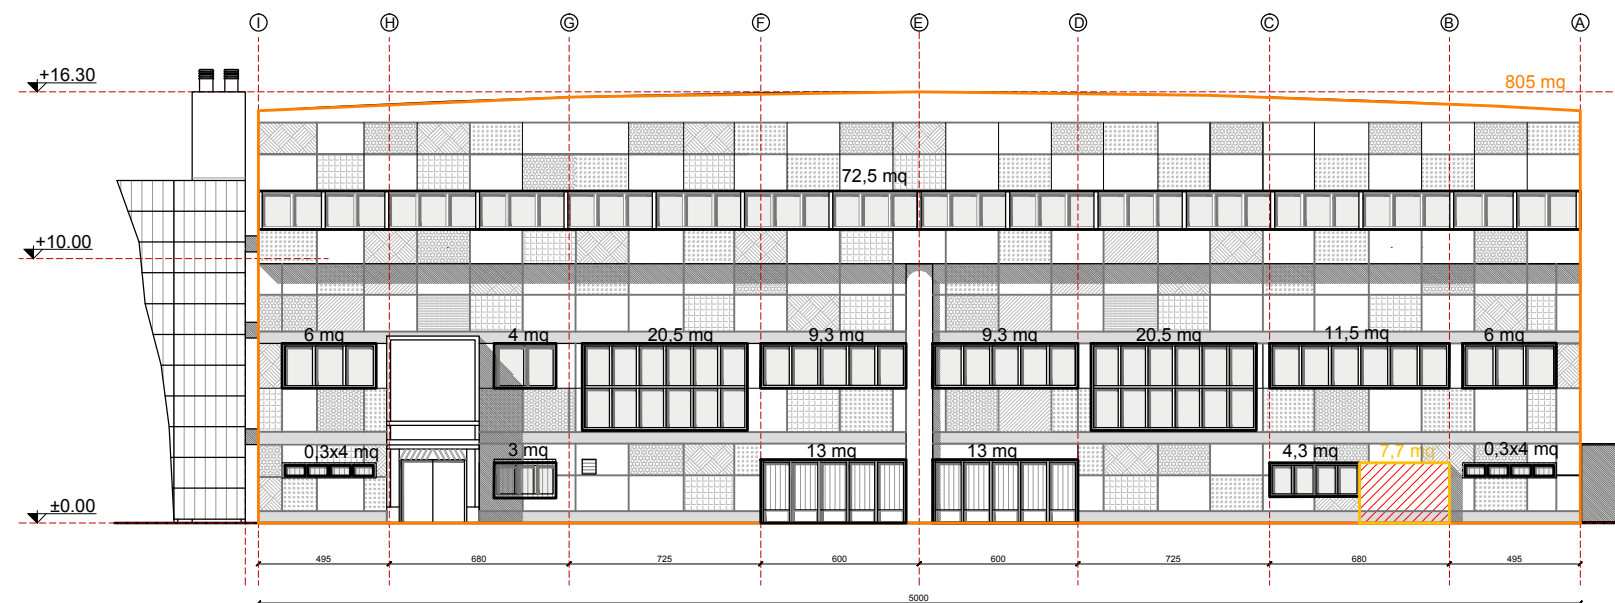 I H G F E D C B A
+16.30
805 mq
72,5 mq
+10.00
6 mq 4 mq 20,5 mq 9,3 mq 9,3 mq 20,5 mq 11,5 mq 6 mq
0,3x4 mq 3 mq 13 mq 13 mq 4,3 mq 7,7 mq 0,3x4 mq
±0.00
495 680 725 600 600 725 680 495
5000